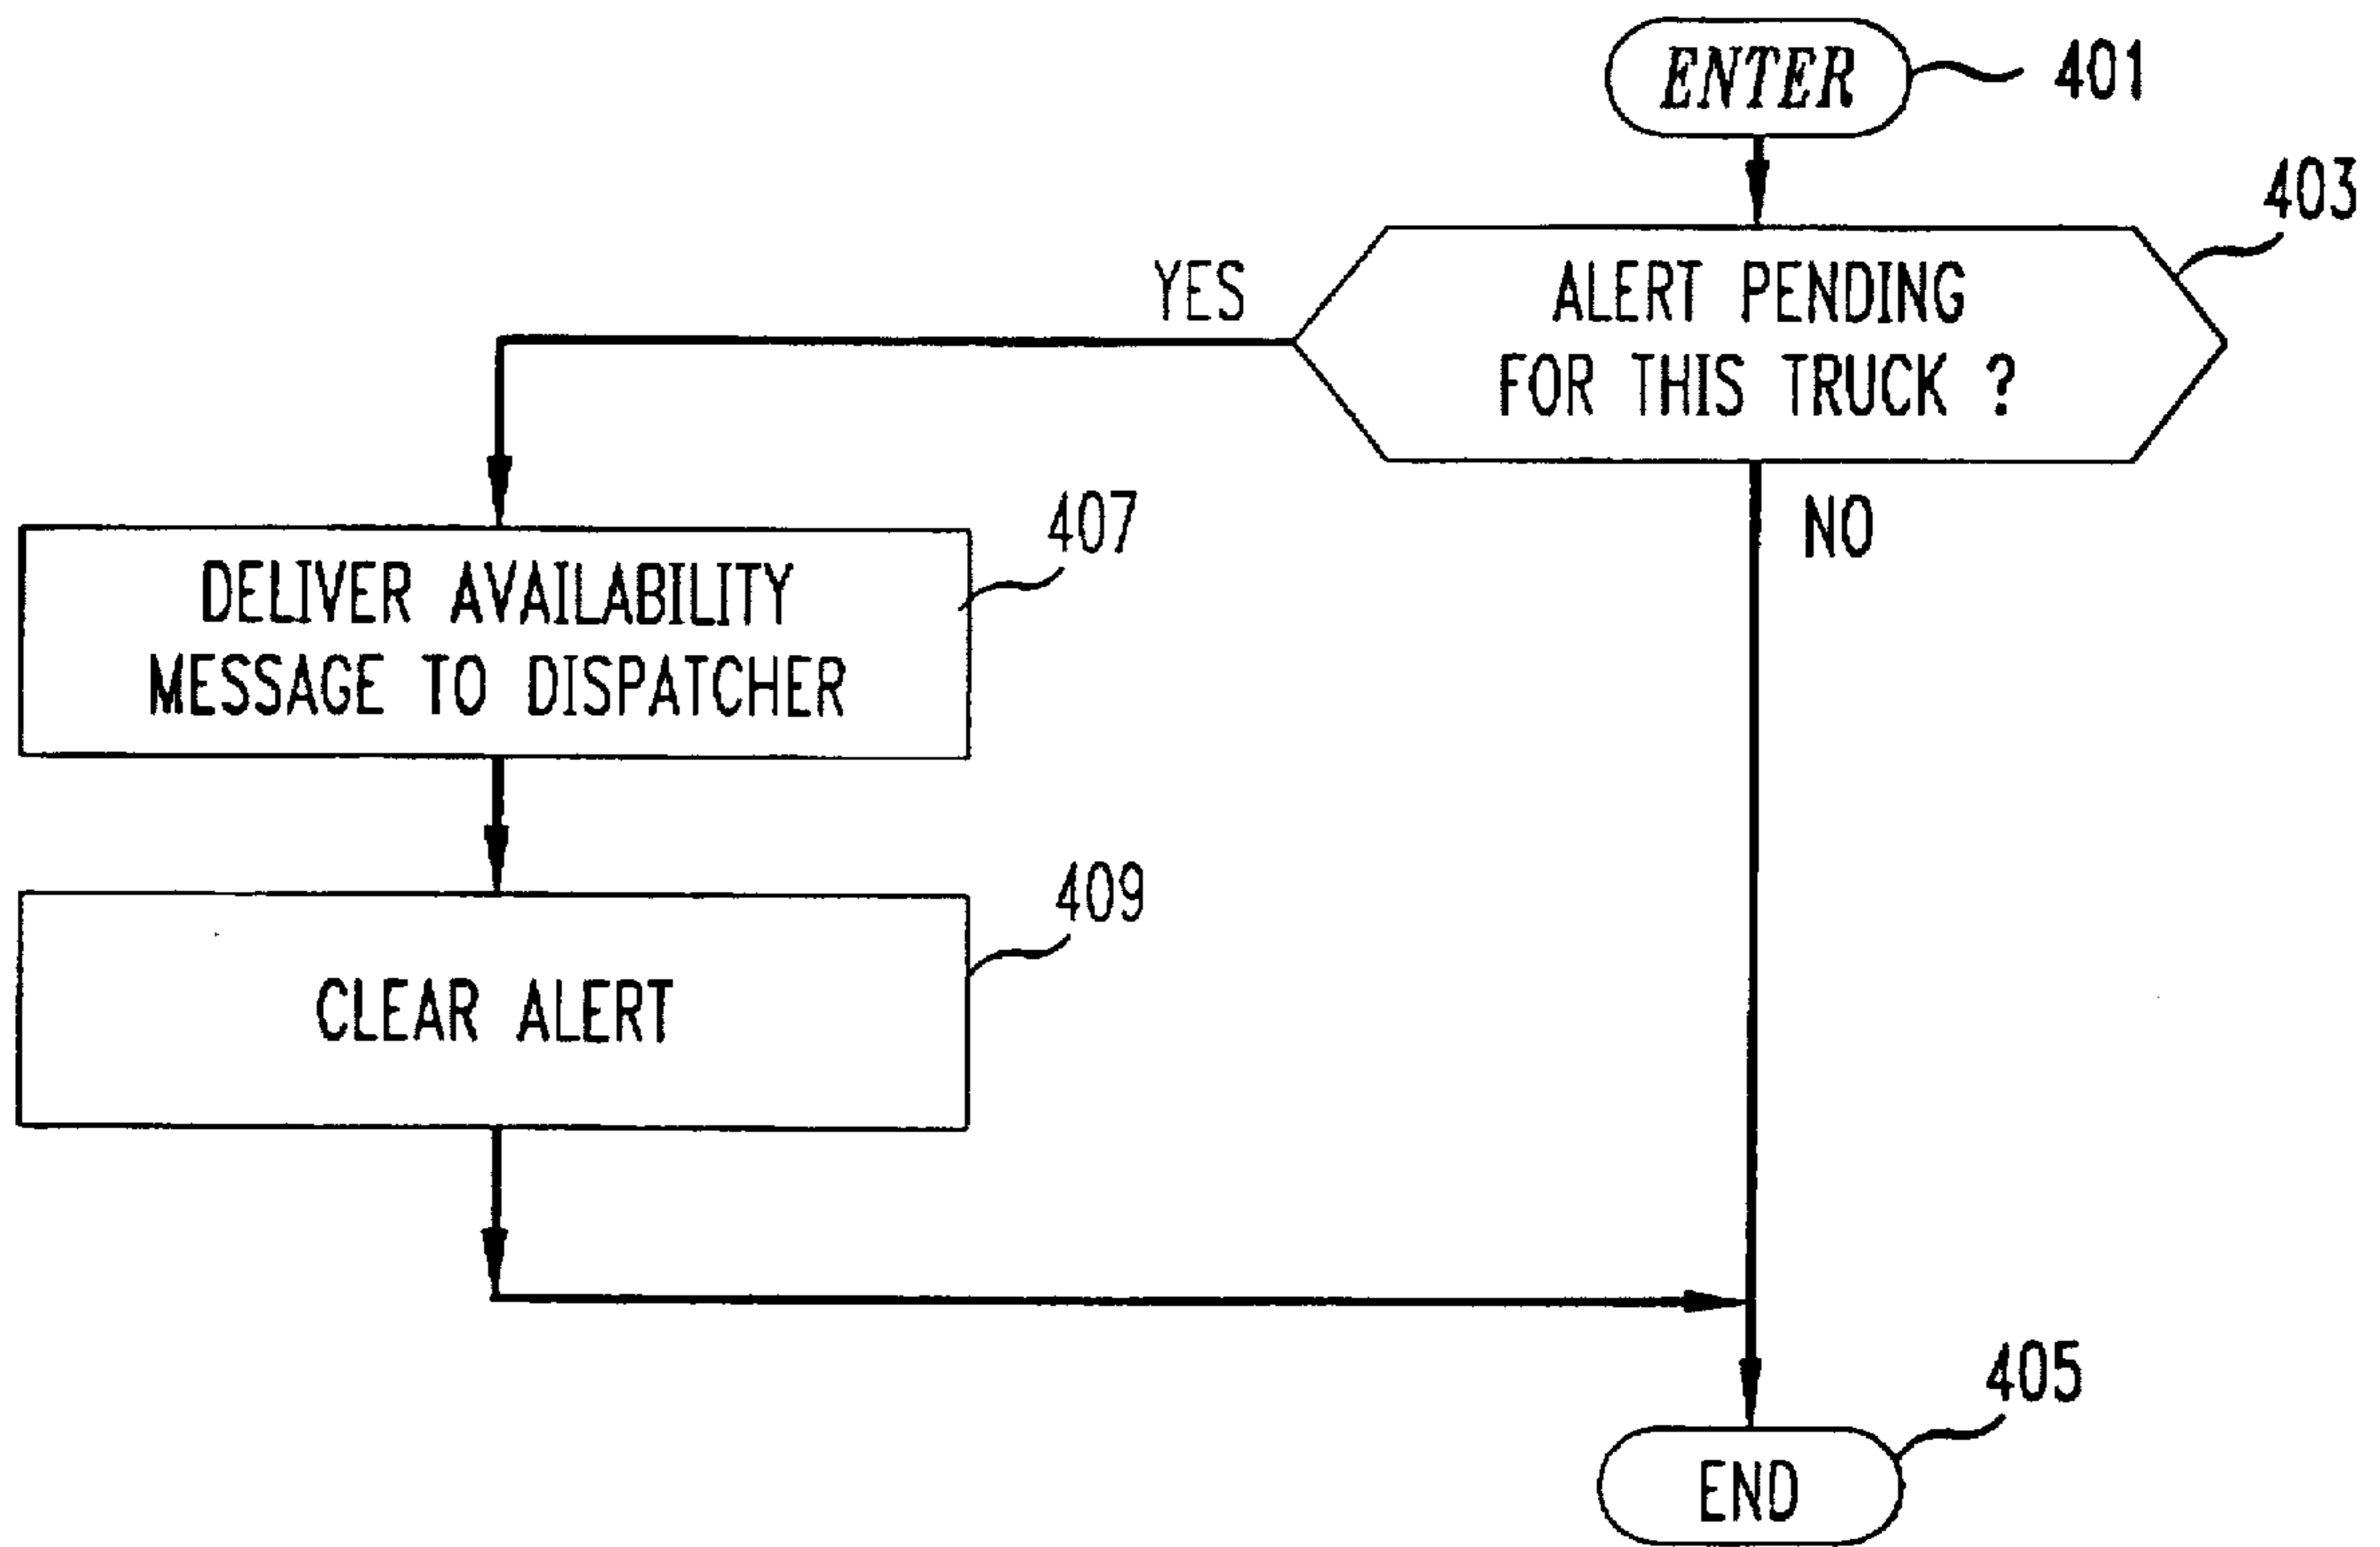 ENTER
401
403
ALERT PENDING
FOR THIS TRUCK ?
YES
NO
407
DELIVER AVAILABILITY
MESSAGE TO DISPATCHER
409
CLEAR ALERT
405
END